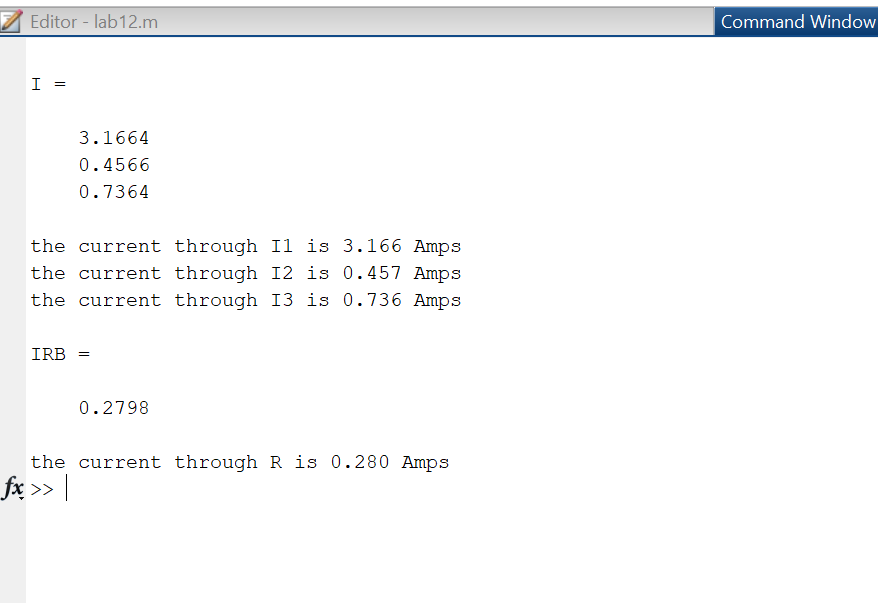 Editor - lab12.m
Command Window
I =
3.1664
0.4566
0.7364
the current through I1 is 3.166 Amps
the current through I2 is 0.457 Amps
the current through I3 is 0.736 Amps
IRB =
0.2798
the current through R is 0.280 Amps
fx >>